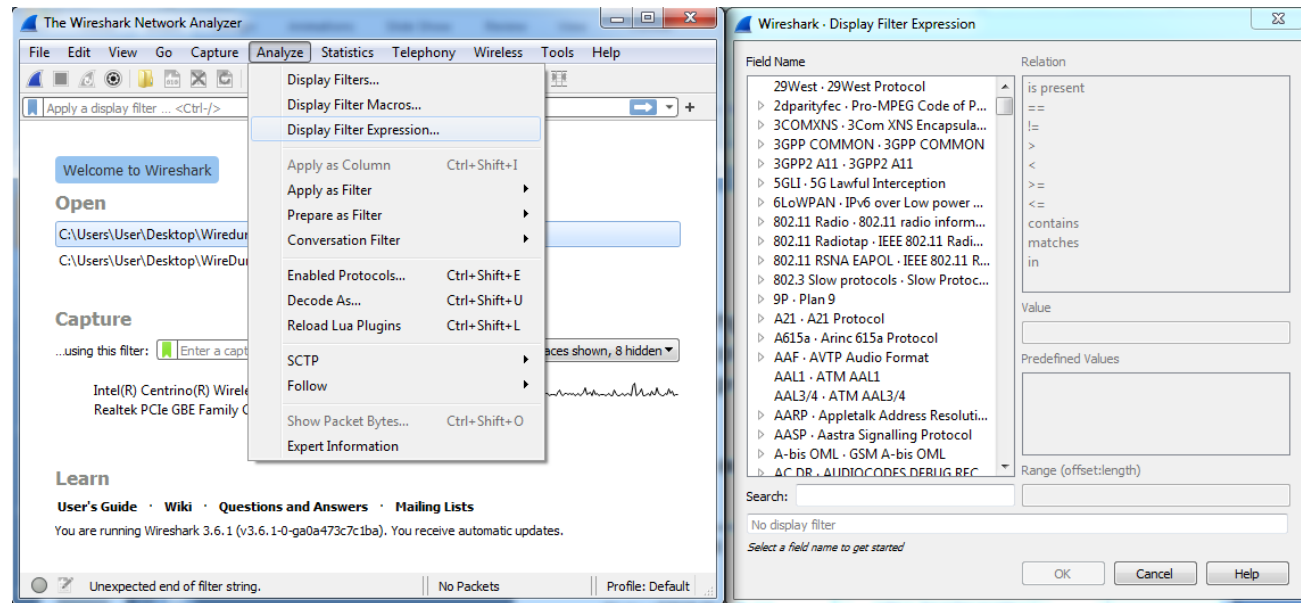 The Wireshark Network Analyzer
File Edit View Go Capture Analyze Statistics Telephony Wireless Tools Help
Apply a display filter ... <Ctrl-/>
+
Display Filters...
Display Filter Macros...
Display Filter Expression...
Apply as Column Ctrl+Shift+I
Apply as Filter
Prepare as Filter
Conversation Filter
Enabled Protocols... Ctrl+Shift+E
Decode As... Ctrl+Shift+U
Reload Lua Plugins Ctrl+Shift+L
SCTP
Follow
Show Packet Bytes... Ctrl+Shift+O
Expert Information
Welcome to Wireshark
Open
C:\Users\User\Desktop\Wiredur
C:\Users\User\Desktop\WireDu
Capture
...using this filter: Enter a capt aces shown, 8 hidden
Intel(R) Centrino(R) Wirele
Realtek PCIe GBE Family C
Learn
User's Guide · Wiki · Questions and Answers · Mailing Lists
You are running Wireshark 3.6.1 (v3.6.1-0-ga0a473c7c1ba). You receive automatic updates.
Unexpected end of filter string. No Packets Profile: Default
Wireshark · Display Filter Expression
Field Name
29West · 29West Protocol
2dparityfec · Pro-MPEG Code of P...
3COMXNS · 3Com XNS Encapsula...
3GPP COMMON · 3GPP COMMON
3GPP2 A11 · 3GPP2 A11
5GLI · 5G Lawful Interception
6LoWPAN · IPv6 over Low power ...
802.11 Radio · 802.11 radio inform...
802.11 Radiotap · IEEE 802.11 Radi...
802.11 RSNA EAPOL · IEEE 802.11 R...
802.3 Slow protocols · Slow Protoc...
9P · Plan 9
A21 · A21 Protocol
A615a · Arinc 615a Protocol
AAF · AVTP Audio Format
AAL1 · ATM AAL1
AAL3/4 · ATM AAL3/4
AARP · Appletalk Address Resoluti...
AASP · Aastra Signalling Protocol
A-bis OML · GSM A-bis OML
AC DR · AUDIOCODES DEBUG REC
Search:
No display filter
Select a field name to get started
Relation
is present
==
!=
>
<
>=
<=
contains
matches
in
Value
Predefined Values
Range (offset:length)
OK Cancel Help